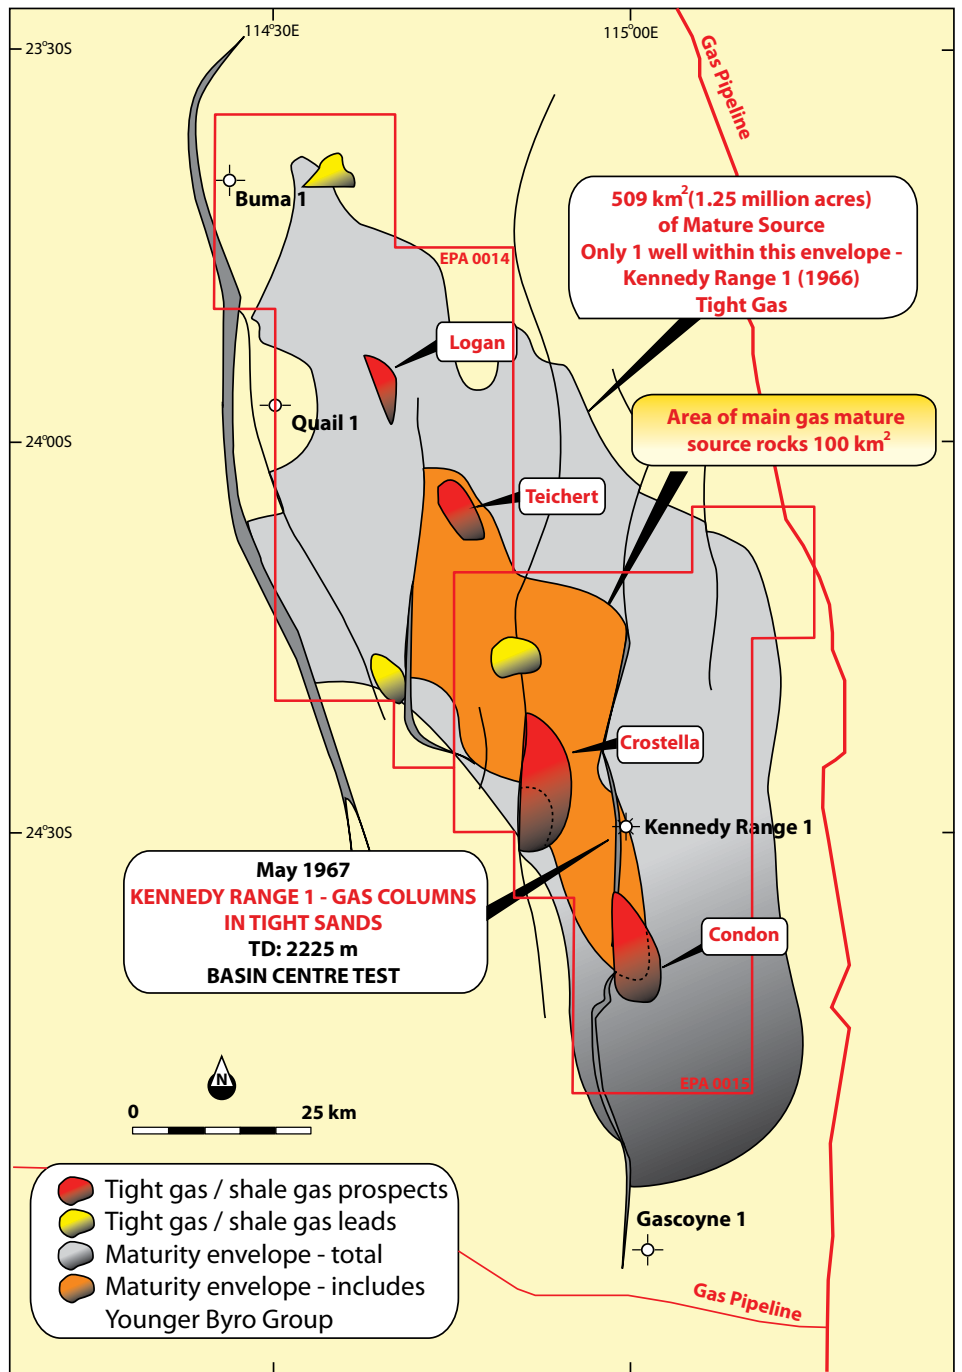 114°30E
115°00E
23°30S
Gas Pipeline
Buma 1
509 km²(1.25 million acres)
of Mature Source
Only 1 well within this envelope -
Kennedy Range 1 (1966)
Tight Gas
EPA 0014
Logan
Quail 1
Area of main gas mature
source rocks 100 km²
24°00S
Teichert
Crostella
Kennedy Range 1
24°30S
May 1967
KENNEDY RANGE 1 - GAS COLUMNS
IN TIGHT SANDS
TD: 2225 m
BASIN CENTRE TEST
Condon
N
EPA 0015
0 25 km
Tight gas / shale gas prospects
Tight gas / shale gas leads
Maturity envelope - total
Maturity envelope - includes
Younger Byro Group
Gascoyne 1
Gas Pipeline